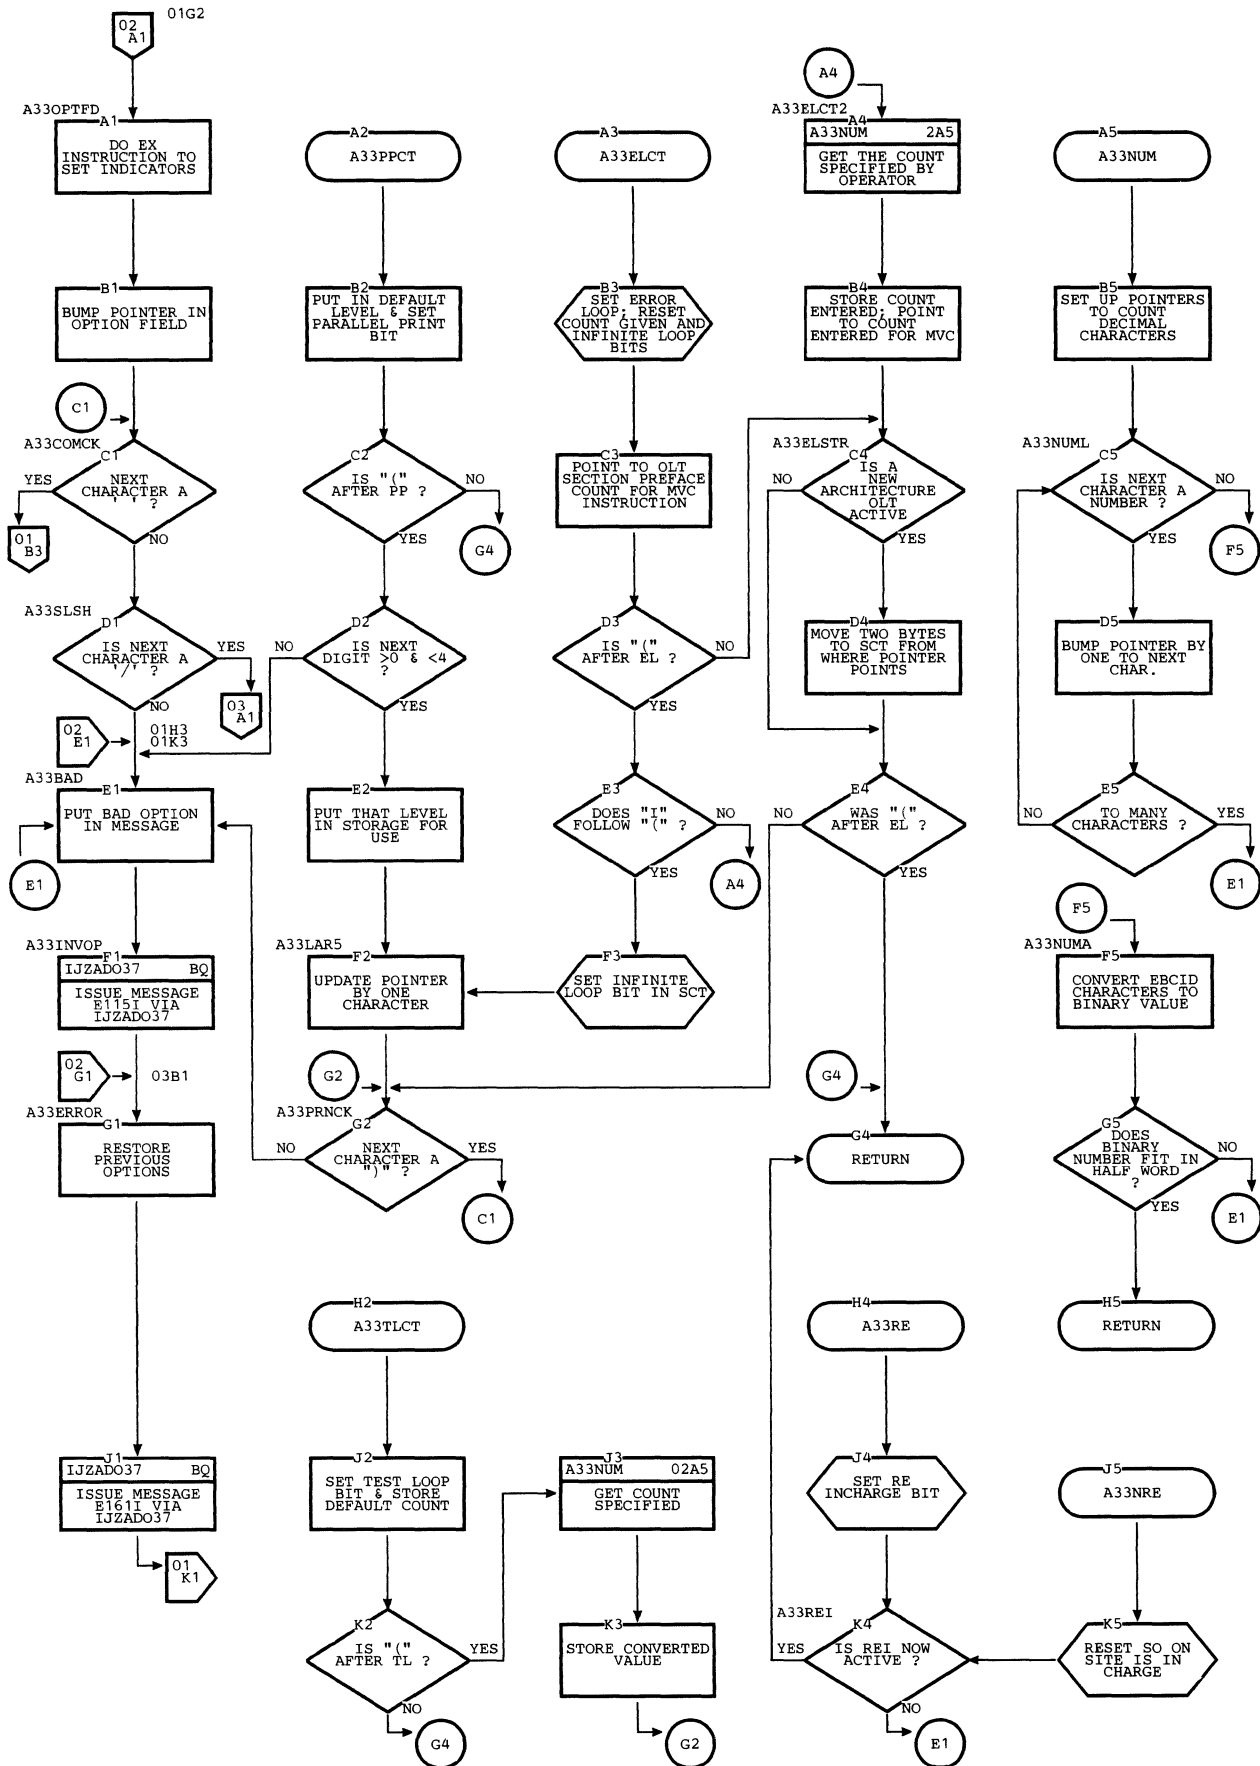 02
A1
01G2
A33OPTFD
A1
DO EX
INSTRUCTION TO
SET INDICATORS
B1
BUMP POINTER IN
OPTION FIELD
C1
A33COMCK
C1
YES
NEXT
CHARACTER A
' ' ?
NO
01
B3
A33SLSH
D1
IS NEXT
CHARACTER A
'/' ?
YES
NO
03
A1
02
E1
01H3
01K3
A33BAD
E1
PUT BAD OPTION
IN MESSAGE
E1
A33INVOP
F1
IJZADO37 BQ
ISSUE MESSAGE
E115I VIA
IJZADO37
02
G1
03B1
A33ERROR
G1
RESTORE
PREVIOUS
OPTIONS
J1
IJZADO37 BQ
ISSUE MESSAGE
E161I VIA
IJZADO37
01
K1
A2
A33PPCT
B2
PUT IN DEFAULT
LEVEL & SET
PARALLEL PRINT
BIT
C2
IS "("
AFTER PP ?
NO
YES
G4
D2
NO
IS NEXT
DIGIT >0 & <4
?
YES
E2
PUT THAT LEVEL
IN STORAGE FOR
USE
A33LAR5
F2
UPDATE POINTER
BY ONE
CHARACTER
G2
A33PRNCK
G2
NO
NEXT
CHARACTER A
")" ?
YES
C1
H2
A33TLCT
J2
SET TEST LOOP
BIT & STORE
DEFAULT COUNT
K2
IS "("
AFTER TL ?
YES
NO
G4
A3
A33ELCT
B3
SET ERROR
LOOP; RESET
COUNT GIVEN AND
INFINITE LOOP
BITS
C3
POINT TO OLT
SECTION PREFACE
COUNT FOR MVC
INSTRUCTION
D3
IS "("
AFTER EL ?
NO
YES
E3
DOES "I"
FOLLOW "(" ?
NO
YES
A4
F3
SET INFINITE
LOOP BIT IN SCT
J3
A33NUM 02A5
GET COUNT
SPECIFIED
K3
STORE CONVERTED
VALUE
G2
A4
A33ELCT2
A4
A33NUM 2A5
GET THE COUNT
SPECIFIED BY
OPERATOR
B4
STORE COUNT
ENTERED; POINT
TO COUNT
ENTERED FOR MVC
A33ELSTR
C4
IS A
NEW
ARCHITECTURE
OLT
ACTIVE
NO
YES
D4
MOVE TWO BYTES
TO SCT FROM
WHERE POINTER
POINTS
E4
NO
WAS "("
AFTER EL ?
YES
G4
G4
RETURN
H4
A33RE
J4
SET RE
INCHARGE BIT
A33REI
K4
YES
IS REI NOW
ACTIVE ?
NO
E1
A5
A33NUM
B5
SET UP POINTERS
TO COUNT
DECIMAL
CHARACTERS
A33NUML
C5
IS NEXT
CHARACTER A
NUMBER ?
NO
YES
F5
D5
BUMP POINTER BY
ONE TO NEXT
CHAR.
E5
NO
TO MANY
CHARACTERS ?
YES
E1
F5
A33NUMA
F5
CONVERT EBCID
CHARACTERS TO
BINARY VALUE
G5
DOES
BINARY
NUMBER FIT IN
HALF WORD
?
NO
YES
E1
H5
RETURN
J5
A33NRE
K5
RESET SO ON
SITE IS IN
CHARGE